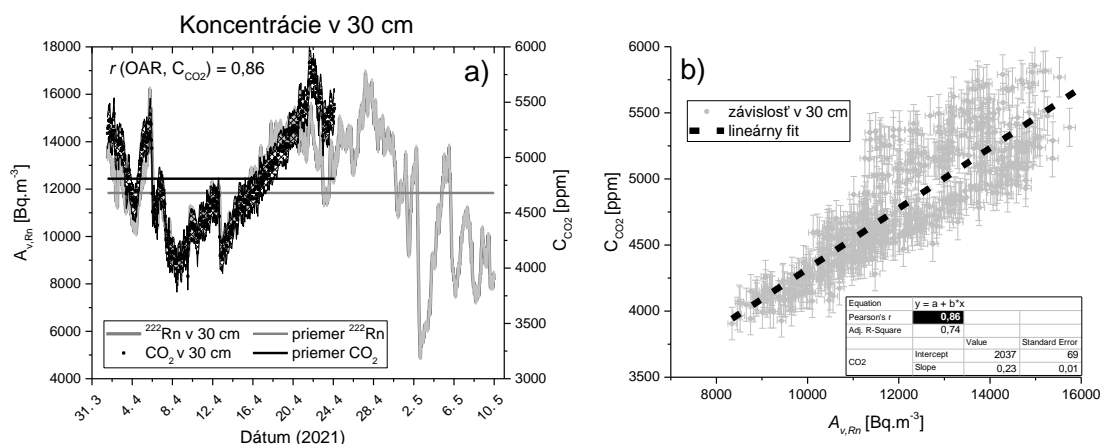 Koncentrácie v 30 cm
r (OAR, C_CO2) = 0,86
a)
18000
16000
14000
12000
10000
8000
6000
4000
A_v,Rn [Bq.m-3]
6000
5500
5000
4500
4000
3500
3000
C_CO2 [ppm]
222Rn v 30 cm
priemer 222Rn
CO2 v 30 cm
priemer CO2
31.3
4.4
8.4
12.4
16.4
20.4
24.4
28.4
2.5
6.5
10.5
Dátum (2021)
b)
závislosť v 30 cm
lineárny fit
6000
5500
5000
4500
4000
3500
C_CO2 [ppm]
Equation y = a + b*x
Pearson's r 0,86
Adj. R-Square 0,74
Value Standard Error
CO2 Intercept 2037 69
Slope 0,23 0,01
8000 10000 12000 14000 16000
A_v,Rn [Bq.m-3]